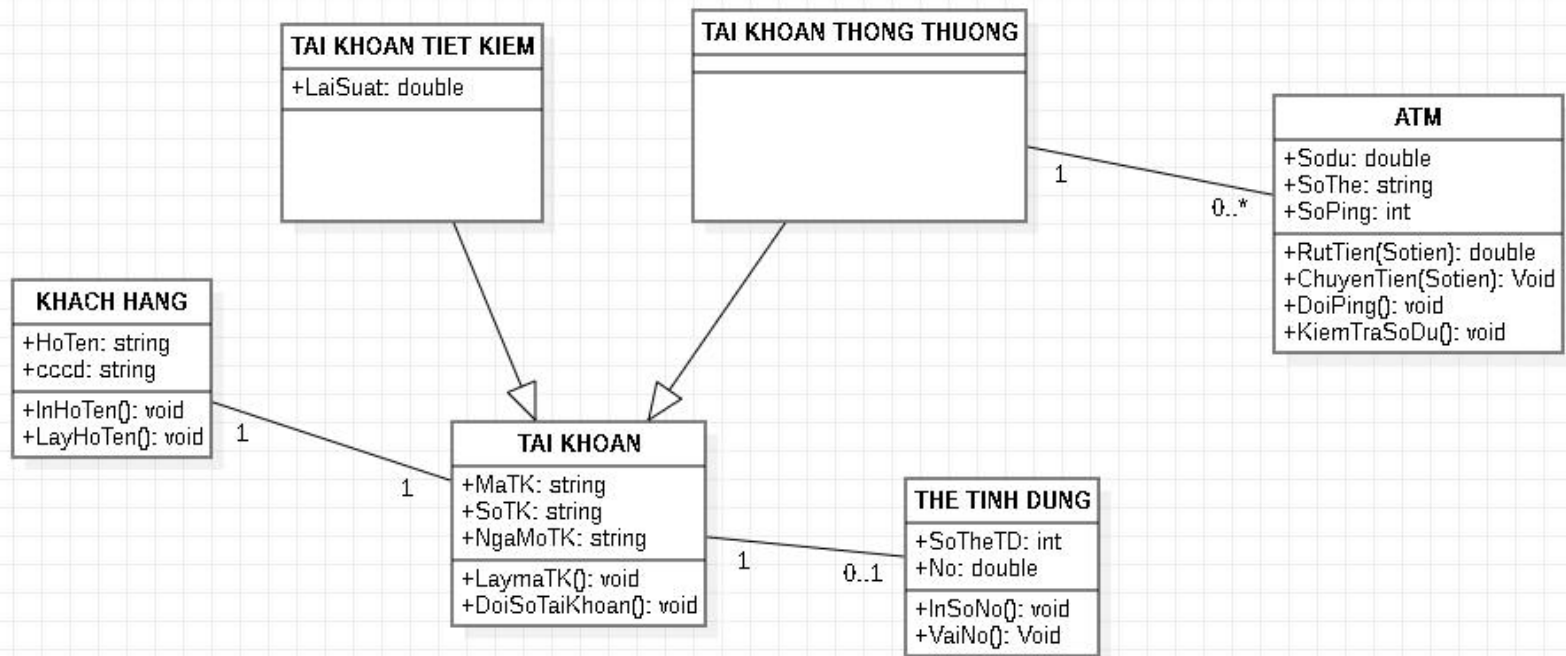 TAI KHOAN TIET KIEM
+LaiSuat: double
TAI KHOAN THONG THUONG
1
0..*
ATM
+Sodu: double
+SoThe: string
+SoPing: int
+RutTien(Sotien): double
+ChuyenTien(Sotien): Void
+DoiPing(): void
+KiemTraSoDu(): void
KHACH HANG
+HoTen: string
+cccd: string
+InHoTen(): void
+LayHoTen(): void
1
1
TAI KHOAN
+MaTK: string
+SoTK: string
+NgaMoTK: string
+LaymaTK(): void
+DoiSoTaiKhoan(): void
1
0..1
THE TINH DUNG
+SoTheTD: int
+No: double
+InSoNo(): void
+VaiNo(): Void